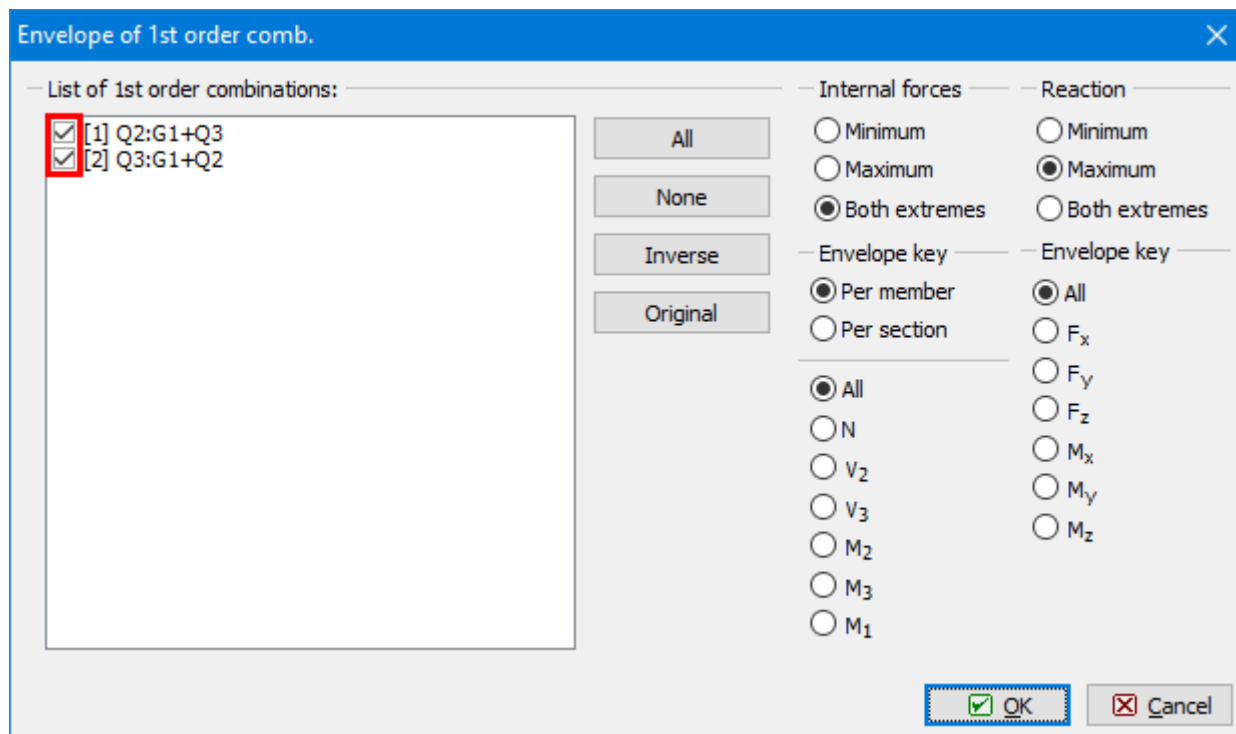 Envelope of 1st order comb.
List of 1st order combinations:
[1] Q2:G1+Q3
[2] Q3:G1+Q2
All
None
Inverse
Original
Internal forces
Minimum
Maximum
Both extremes
Envelope key
Per member
Per section
All
N
V2
V3
M2
M3
M1
Reaction
Minimum
Maximum
Both extremes
Envelope key
All
Fx
Fy
Fz
Mx
My
Mz
OK
Cancel